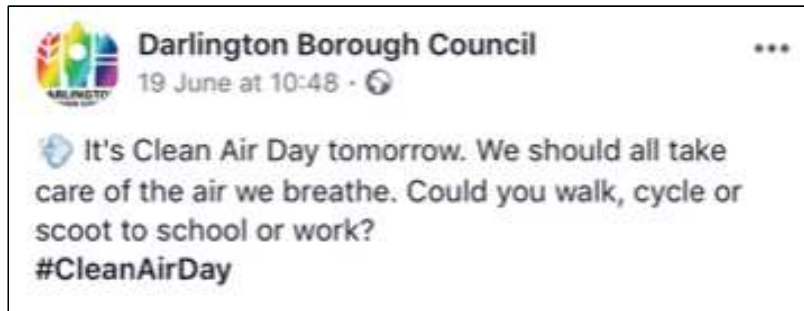 Darlington Borough Council
19 June at 10:48 ·
It's Clean Air Day tomorrow. We should all take
care of the air we breathe. Could you walk, cycle or
scoot to school or work?
#CleanAirDay